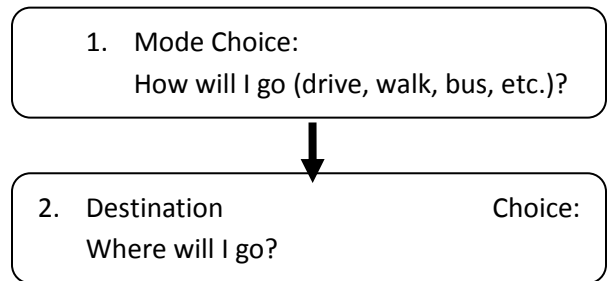 1. Mode Choice:
How will I go (drive, walk, bus, etc.)?
2. Destination Choice:
Where will I go?